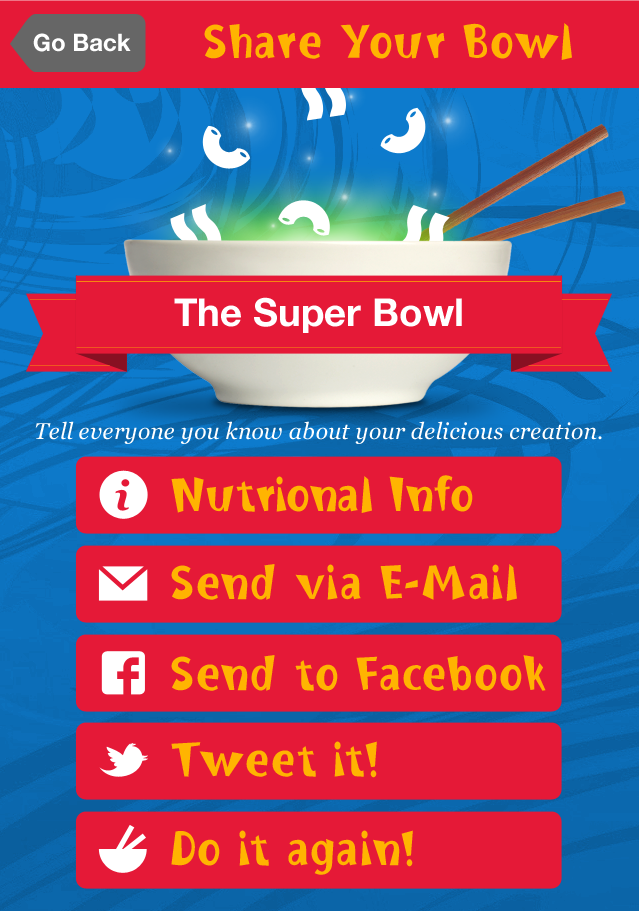 Go Back
Share Your Bowl
The Super Bowl
Tell everyone you know about your delicious creation.
Nutrional Info
Send via E-Mail
Send to Facebook
Tweet it!
Do it again!